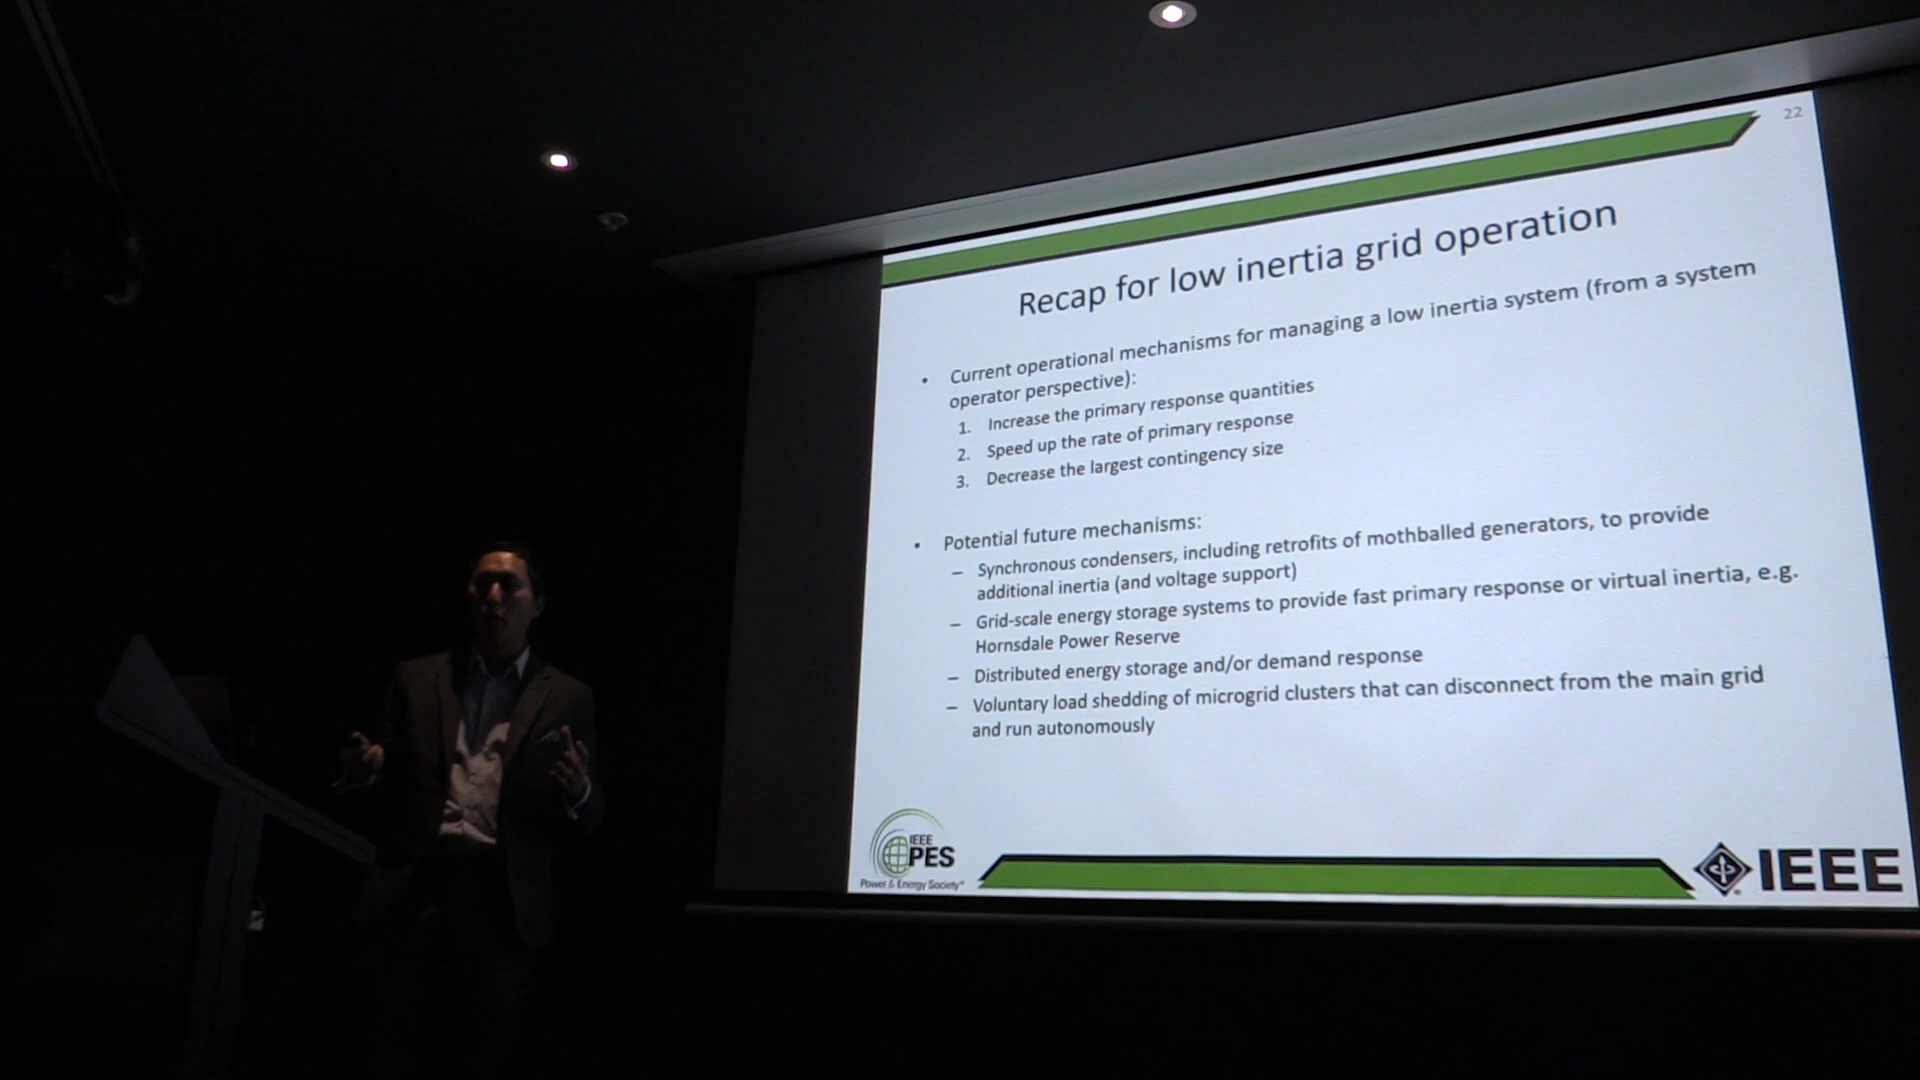 22
Recap for low inertia grid operation
• Current operational mechanisms for managing a low inertia system (from a system
operator perspective):
1. Increase the primary response quantities
2. Speed up the rate of primary response
3. Decrease the largest contingency size
• Potential future mechanisms:
– Synchronous condensers, including retrofits of mothballed generators, to provide
additional inertia (and voltage support)
– Grid-scale energy storage systems to provide fast primary response or virtual inertia, e.g.
Hornsdale Power Reserve
– Distributed energy storage and/or demand response
– Voluntary load shedding of microgrid clusters that can disconnect from the main grid
and run autonomously
IEEE
PES
Power & Energy Society®
IEEE